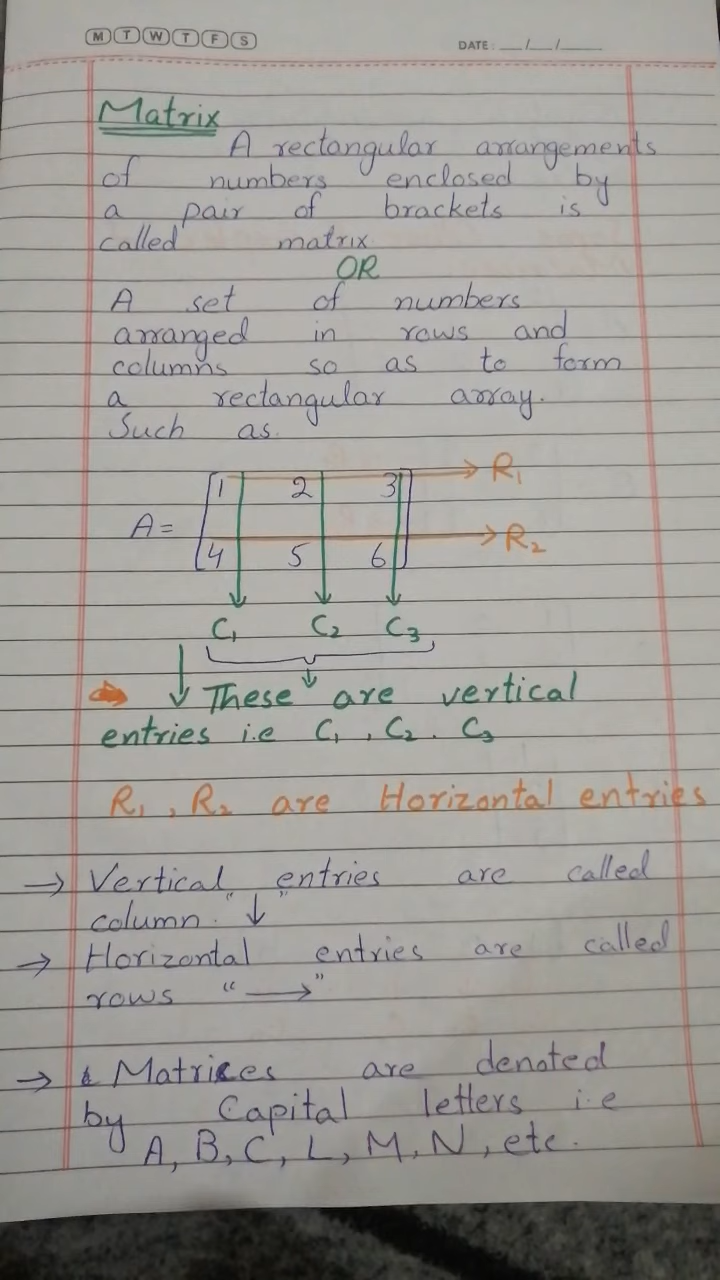 M T W T F S
DATE: __/__/____
Matrix
A rectangular arrangements
of numbers enclosed by
a pair of brackets is
called matrix
OR
A set of numbers
arranged in rows and
columns so as to form
a rectangular array.
Such as.
1 2 3 → R₁
A =
4 5 6 → R₂
C₁ C₂ C₃
These are vertical
entries i.e C₁, C₂. C₃
R₁, R₂ are Horizontal entries
→ Vertical entries are called
column. "↓"
→ Horizontal entries are called
rows "→"
→ Matrices are denoted
by Capital letters i.e
A, B, C, L, M, N, etc.